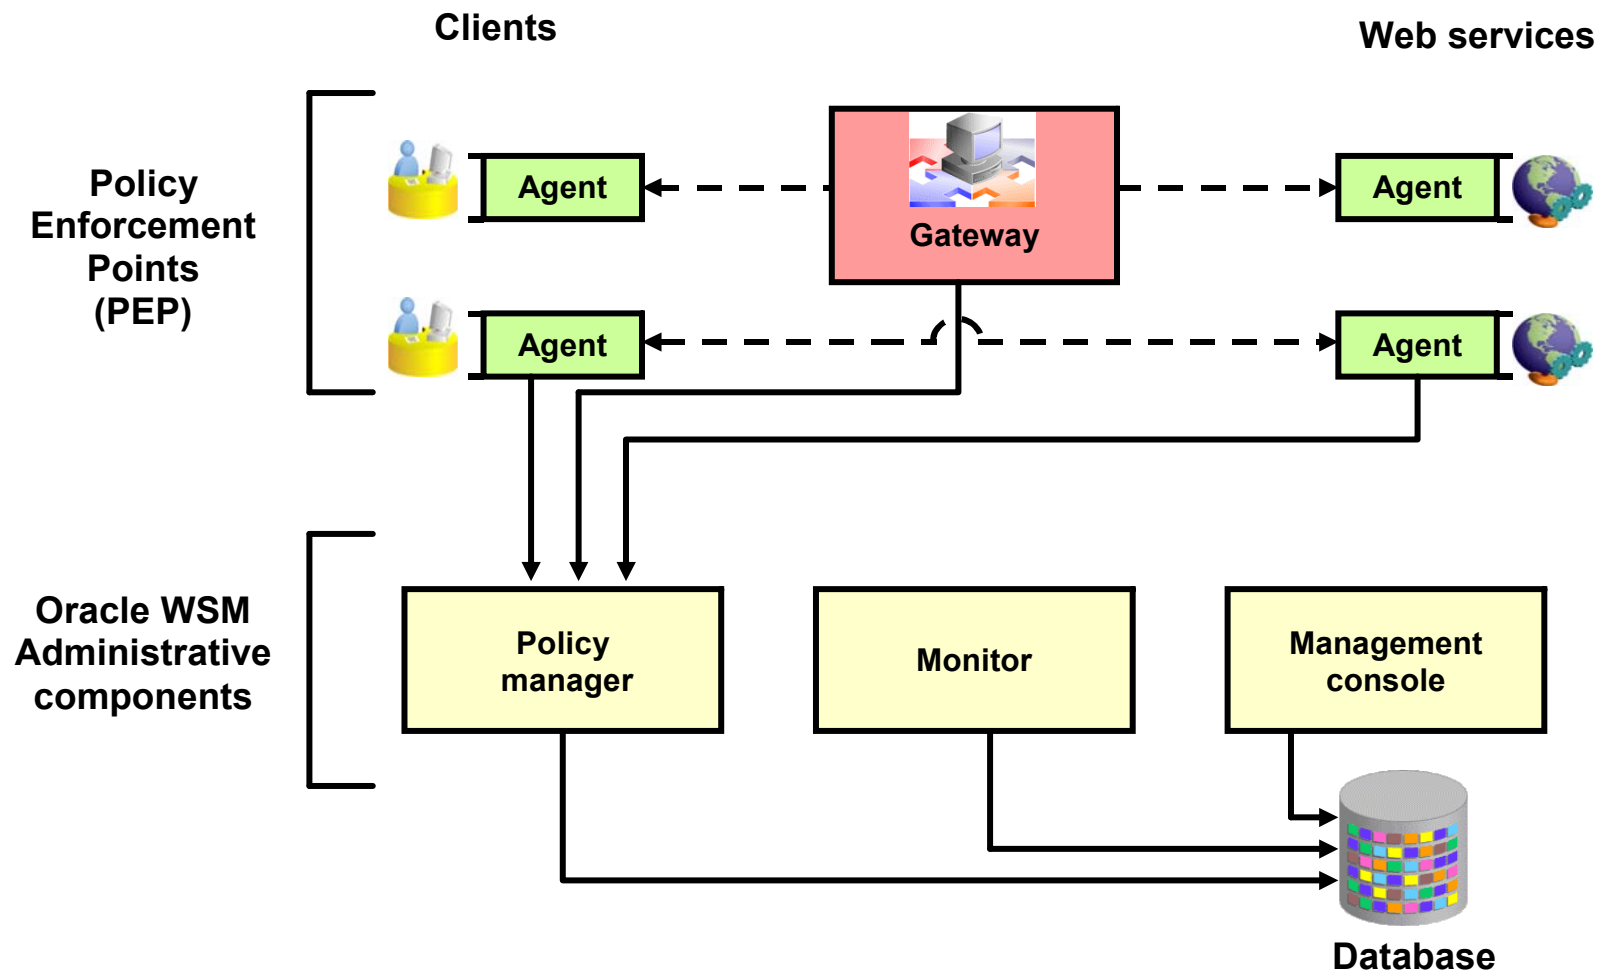 Clients
Web services
Policy
Enforcement
Points
(PEP)
Agent
Gateway
Agent
Agent
Agent
Oracle WSM
Administrative
components
Policy
manager
Monitor
Management
console
Database